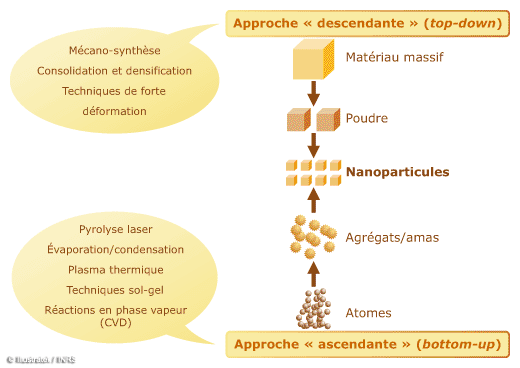 Approche « descendante » (top-down)
Mécano-synthèse
Consolidation et densification
Techniques de forte
déformation
Matériau massif
Poudre
Nanoparticules
Agrégats/amas
Atomes
Pyrolyse laser
Évaporation/condensation
Plasma thermique
Techniques sol-gel
Réactions en phase vapeur
(CVD)
Approche « ascendante » (bottom-up)